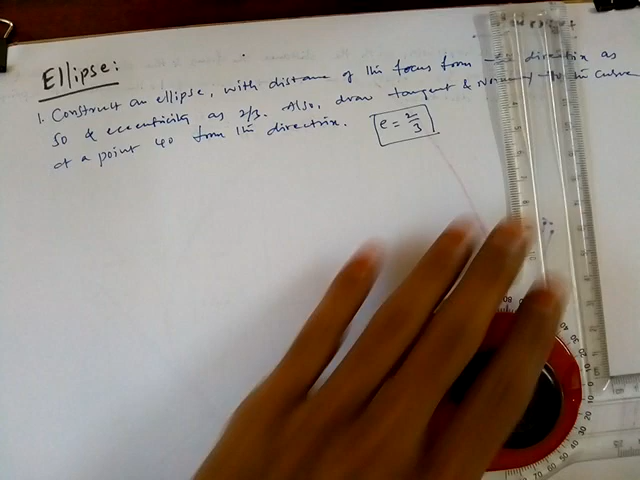 Ellipse:
1. Construct an ellipse, with distance of the focus from directrix as
50 & eccentricity as 2/3. Also, draw tangent & Normal to the curve
at a point 40 form the directrix. e = 2/3